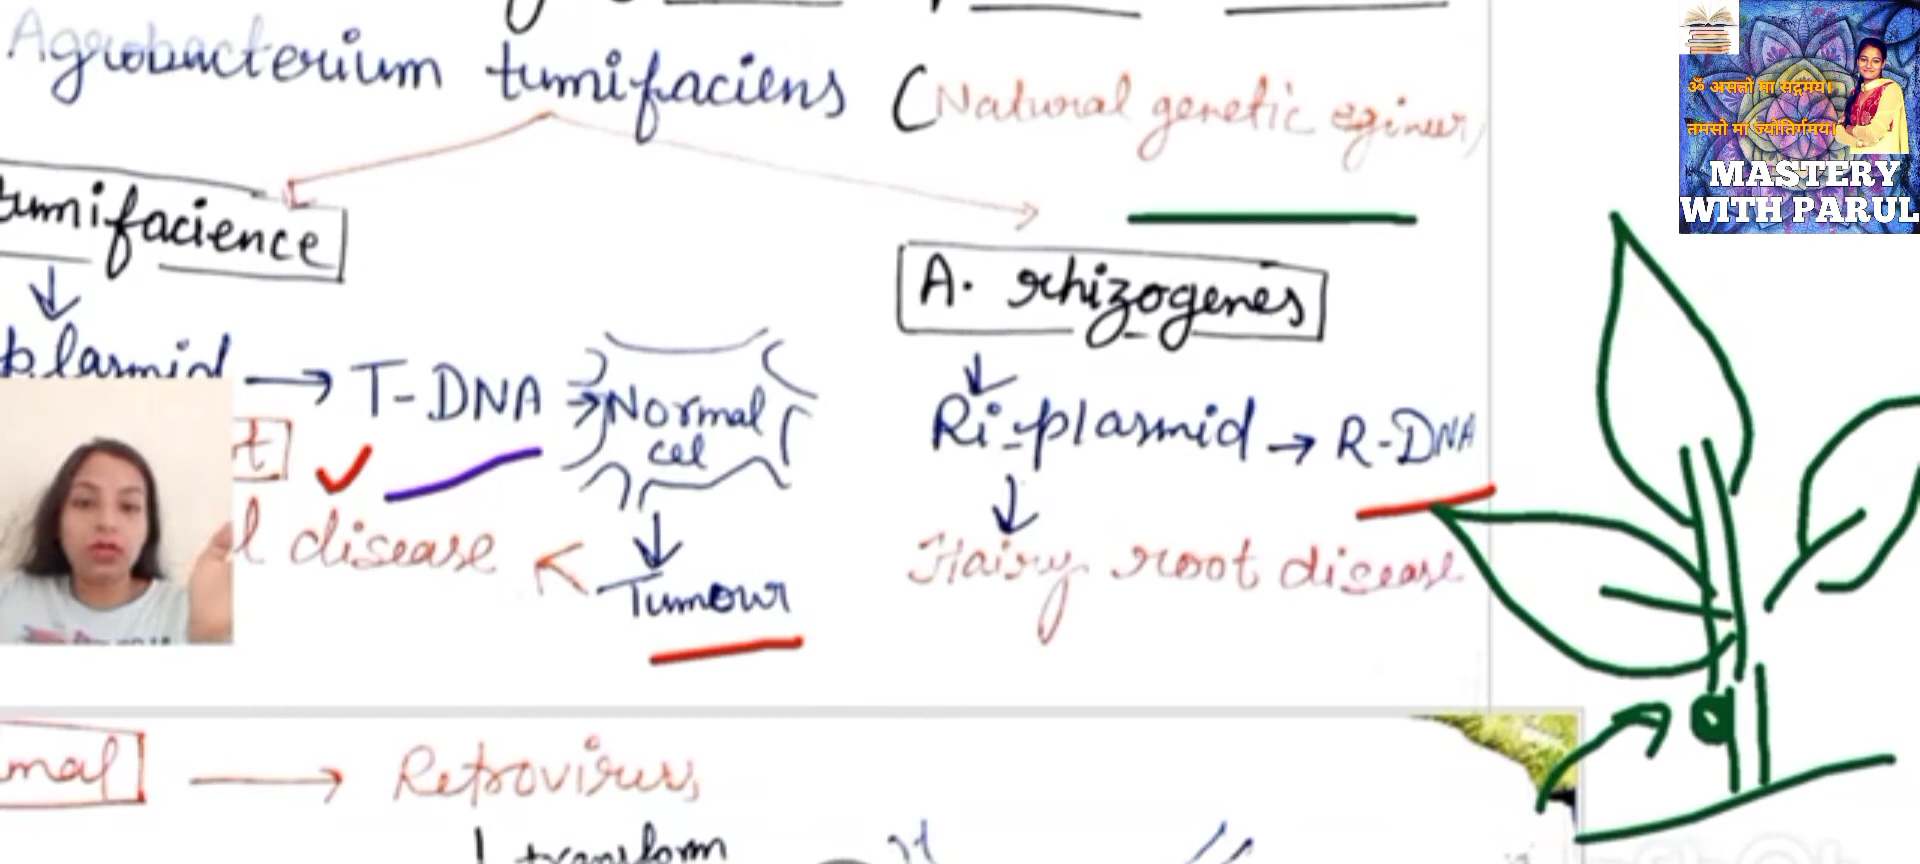 Agrobacterium tumifaciens (Natural genetic egineer)
tumifacience
A. rhizogenes
plasmid → T-DNA → Normal cel
Ri-plasmid → R-DNA
l disease < Tumour
Hairy root disease
mal → Retrovirus,
transform
ॐ असतो मा सद्गमय।
तमसो मा ज्योतिर्गमय।
MASTERY
WITH PARUL